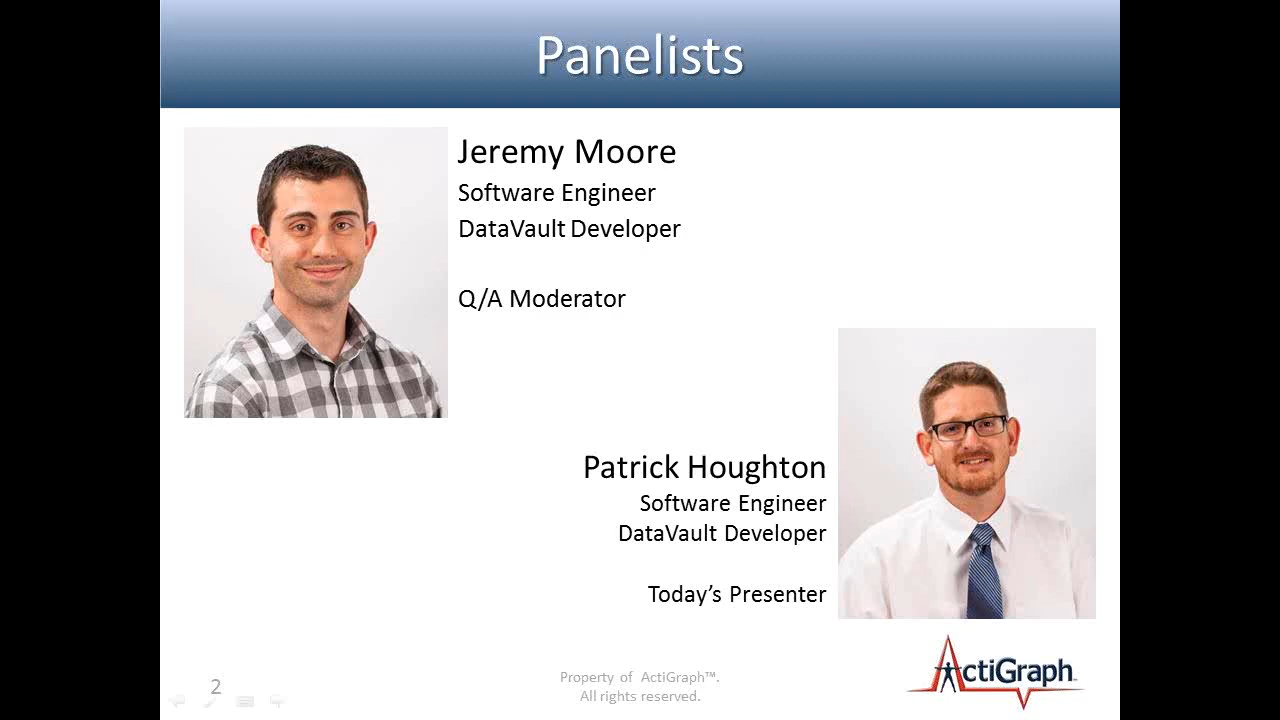 Panelists
Jeremy Moore
Software Engineer
DataVault Developer
Q/A Moderator
Patrick Houghton
Software Engineer
DataVault Developer
Today’s Presenter
ActiGraph
2
Property of ActiGraph™.
All rights reserved.